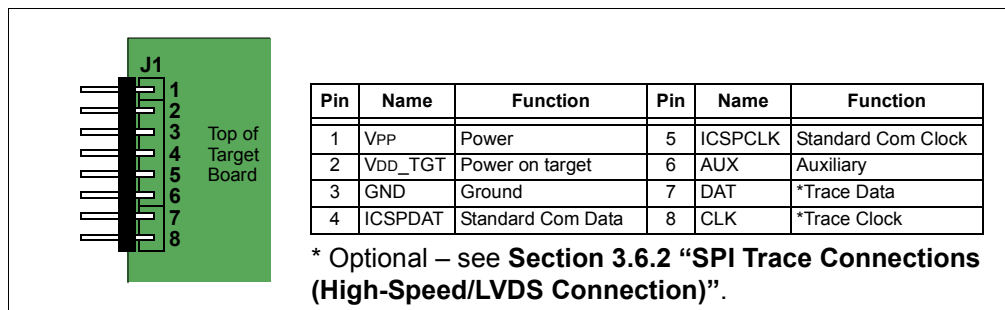 J1
1
2
3
4
5
6
7
8
Top of
Target
Board
Pin Name Function Pin Name Function
1 VPP Power 5 ICSPCLK Standard Com Clock
2 VDD_TGT Power on target 6 AUX Auxiliary
3 GND Ground 7 DAT *Trace Data
4 ICSPDAT Standard Com Data 8 CLK *Trace Clock
* Optional – see Section 3.6.2 “SPI Trace Connections
(High-Speed/LVDS Connection)”.